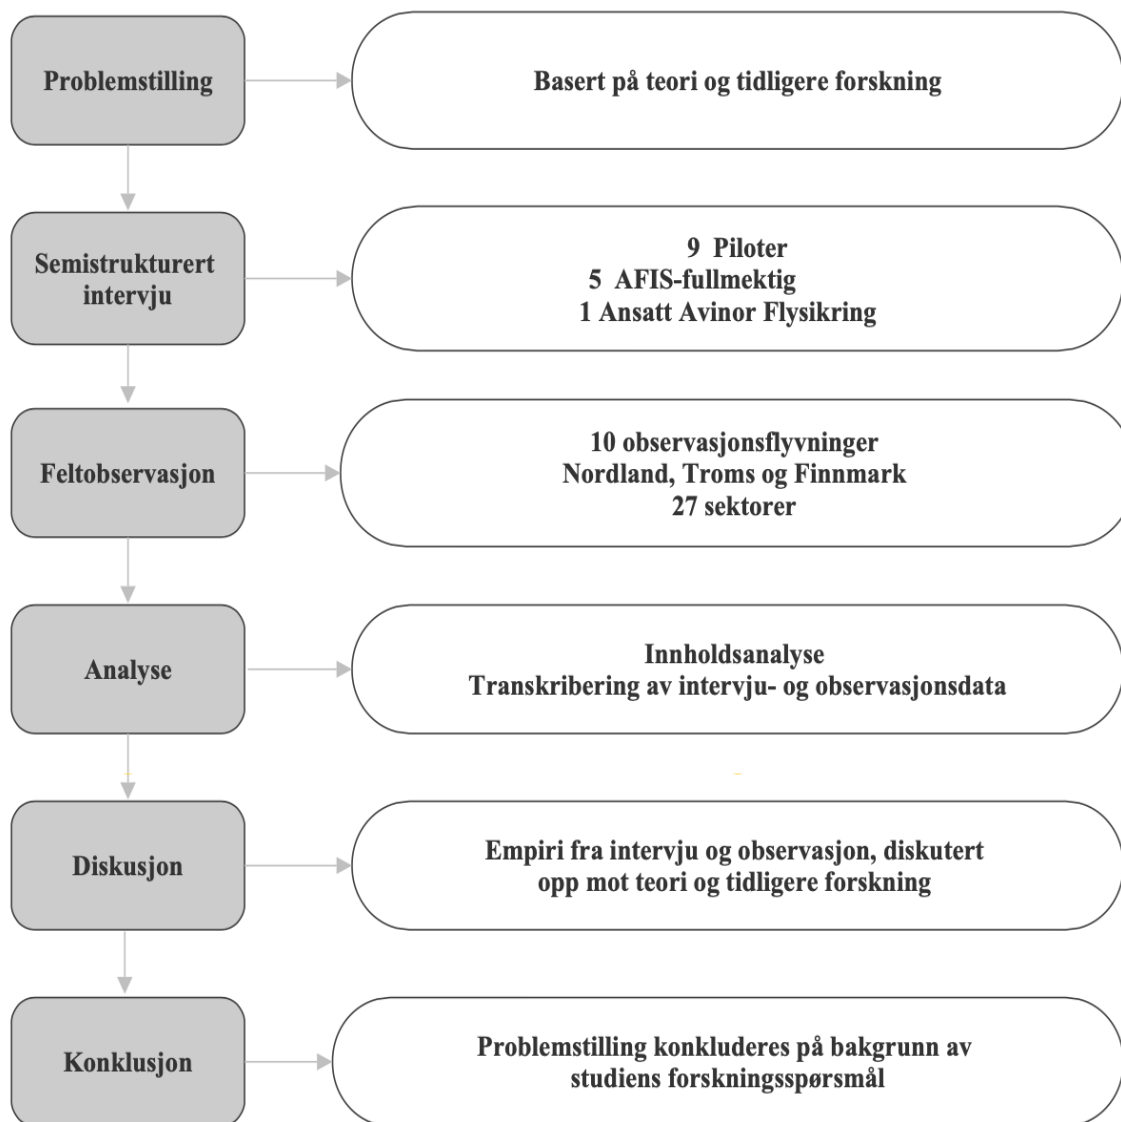 Problemstilling
Basert på teori og tidligere forskning
Semistrukturert
intervju
9 Piloter
5 AFIS-fullmektig
1 Ansatt Avinor Flysikring
Feltobservasjon
10 observasjonsflyvninger
Nordland, Troms og Finnmark
27 sektorer
Analyse
Innholdsanalyse
Transkribering av intervju- og observasjonsdata
Diskusjon
Empiri fra intervju og observasjon, diskutert
opp mot teori og tidligere forskning
Konklusjon
Problemstilling konkluderes på bakgrunn av
studiens forskningsspørsmål